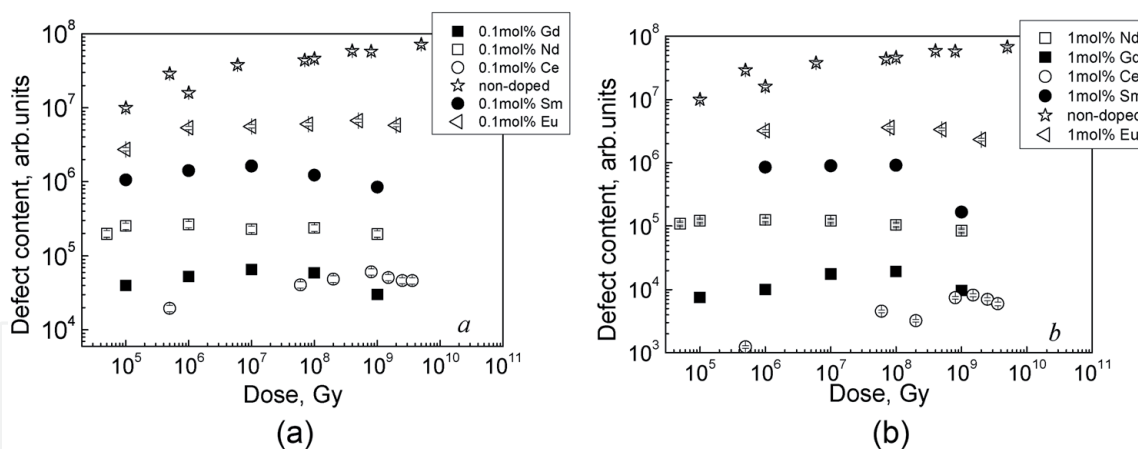 Defect content, arb.units
10^8
10^7
10^6
10^5
10^4
10^5 10^6 10^7 10^8 10^9 10^10 10^11
Dose, Gy
0.1mol% Gd
0.1mol% Nd
0.1mol% Ce
non-doped
0.1mol% Sm
0.1mol% Eu
a
(a)
Defect content, arb.units
10^8
10^7
10^6
10^5
10^4
10^3
10^5 10^6 10^7 10^8 10^9 10^10 10^11
Dose, Gy
1mol% Nd
1mol% Gd
1mol% Ce
1mol% Sm
non-doped
1mol% Eu
b
(b)